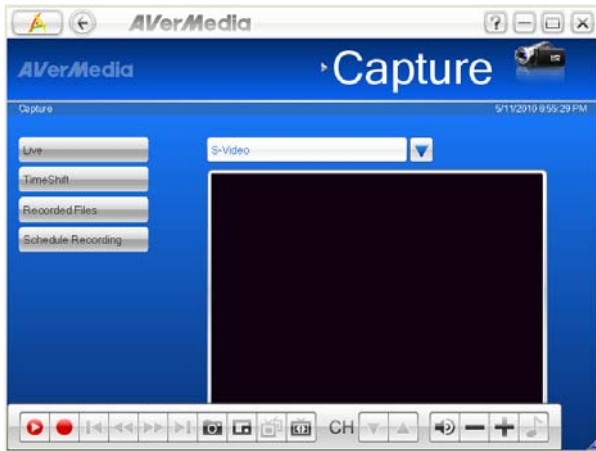 AVerMedia
AVerMedia
Capture
Capture
5/11/2010 8:55:29 PM
Live
S-Video
TimeShift
Recorded Files
Schedule Recording
CH